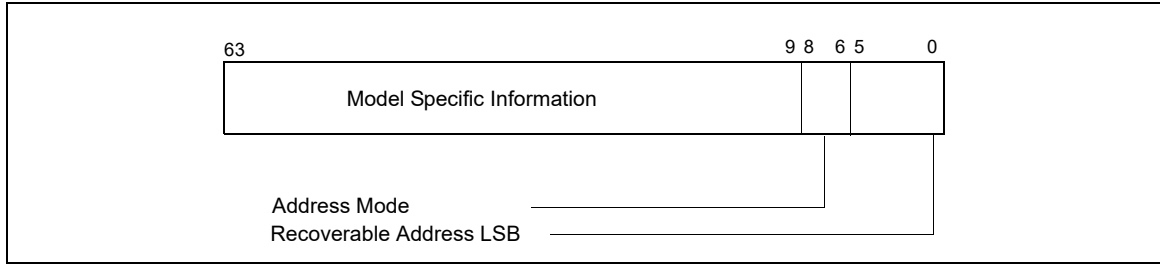 63 9 8 6 5 0
Model Specific Information
Address Mode
Recoverable Address LSB